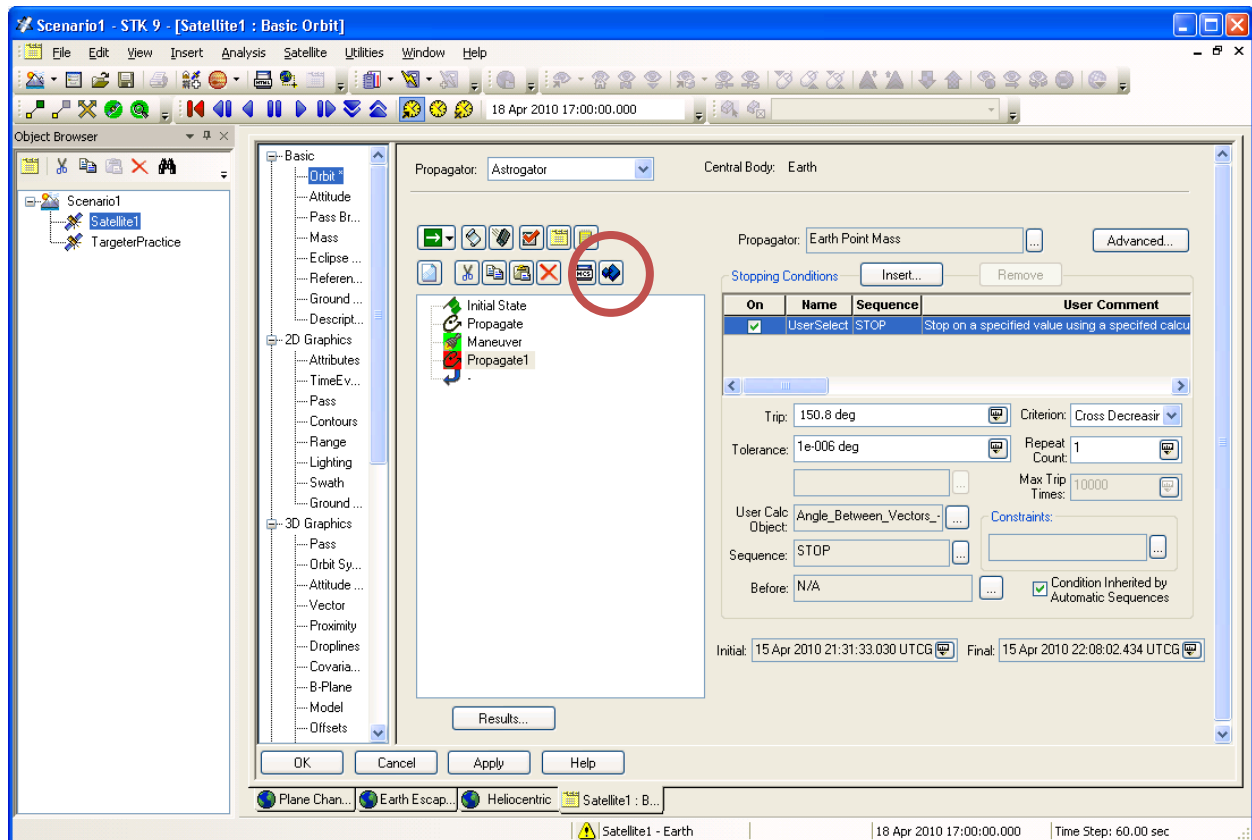 Scenario1 - STK 9 - [Satellite1 : Basic Orbit]
File Edit View Insert Analysis Satellite Utilities Window Help
18 Apr 2010 17:00:00.000
Object Browser
Scenario1
Satellite1
TargeterPractice
Basic
Orbit *
Attitude
Pass Br...
Mass
Eclipse ...
Referen...
Ground ...
Descript...
2D Graphics
Attributes
TimeEv...
Pass
Contours
Range
Lighting
Swath
Ground ...
3D Graphics
Pass
Orbit Sy...
Attitude ...
Vector
Proximity
Droplines
Covaria...
B-Plane
Model
Offsets
Propagator: Astrogator
Central Body: Earth
MCS
Initial State
Propagate
Maneuver
Propagate1
-
Results...
Propagator: Earth Point Mass ... Advanced...
Stopping Conditions Insert... Remove
On Name Sequence User Comment
UserSelect STOP Stop on a specified value using a specifed calcu
Trip: 150.8 deg Criterion: Cross Decreasir
Tolerance: 1e-006 deg Repeat Count: 1
... Max Trip Times: 10000
User Calc Object: Angle_Between_Vectors_- ... Constraints:
...
Sequence: STOP ...
Before: N/A ... Condition Inherited by Automatic Sequences
Initial: 15 Apr 2010 21:31:33.030 UTCG Final: 15 Apr 2010 22:08:02.434 UTCG
OK Cancel Apply Help
Plane Chan... Earth Escap... Heliocentric Satellite1 : B...
Satellite1 - Earth 18 Apr 2010 17:00:00.000 Time Step: 60.00 sec